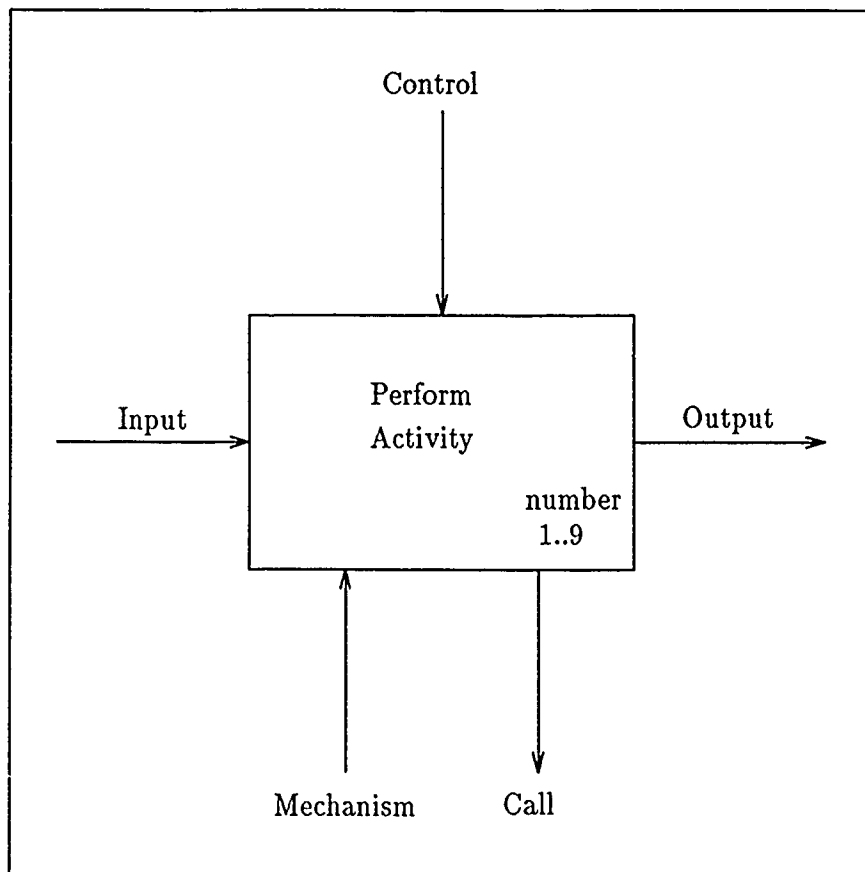 Control
Perform
Activity
Input
Output
number
1..9
Mechanism
Call